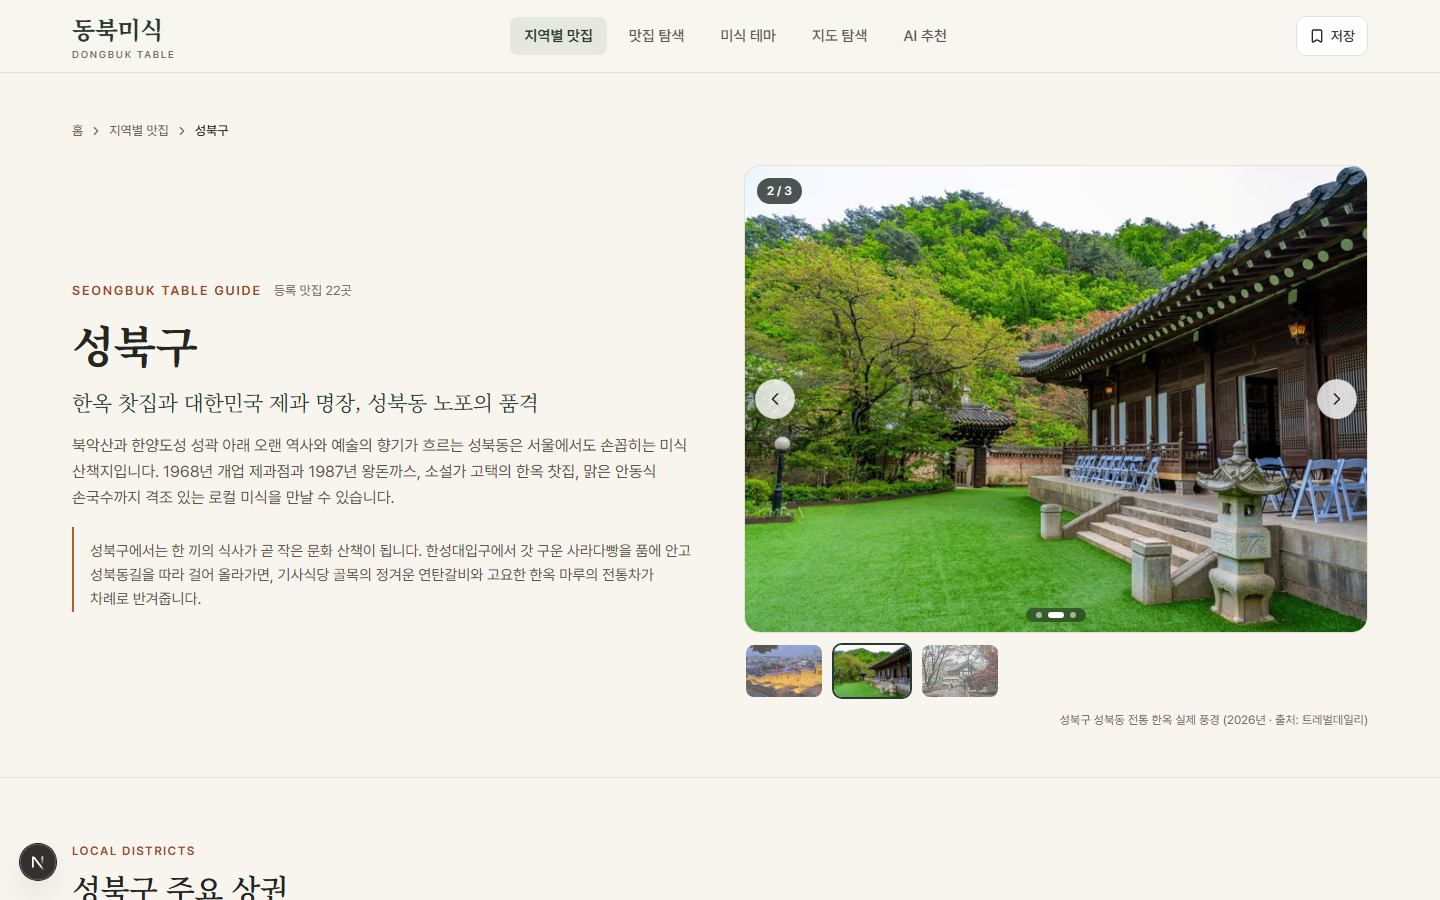 동북미식
DONGBUK TABLE
지역별 맛집
맛집 탐색
미식 테마
지도 탐색
AI 추천
저장
홈 > 지역별 맛집 > 성북구
SEONGBUK TABLE GUIDE 등록 맛집 22곳
성북구
한옥 찻집과 대한민국 제과 명장, 성북동 노포의 품격
북악산과 한양도성 성곽 아래 오랜 역사와 예술의 향기가 흐르는 성북동은 서울에서도 손꼽히는 미식
산책지입니다. 1968년 개업 제과점과 1987년 왕돈까스, 소설가 고택의 한옥 찻집, 맑은 안동식
손국수까지 격조 있는 로컬 미식을 만날 수 있습니다.
성북구에서는 한 끼의 식사가 곧 작은 문화 산책이 됩니다. 한성대입구에서 갓 구운 사라다빵을 품에 안고
성북동길을 따라 걸어 올라가면, 기사식당 골목의 정겨운 연탄갈비와 고요한 한옥 마루의 전통차가
차례로 반겨줍니다.
2 / 3
성북구 성북동 전통 한옥 실제 풍경 (2026년 · 출처: 트레벌데일리)
LOCAL DISTRICTS
성북구 주요 상권
N